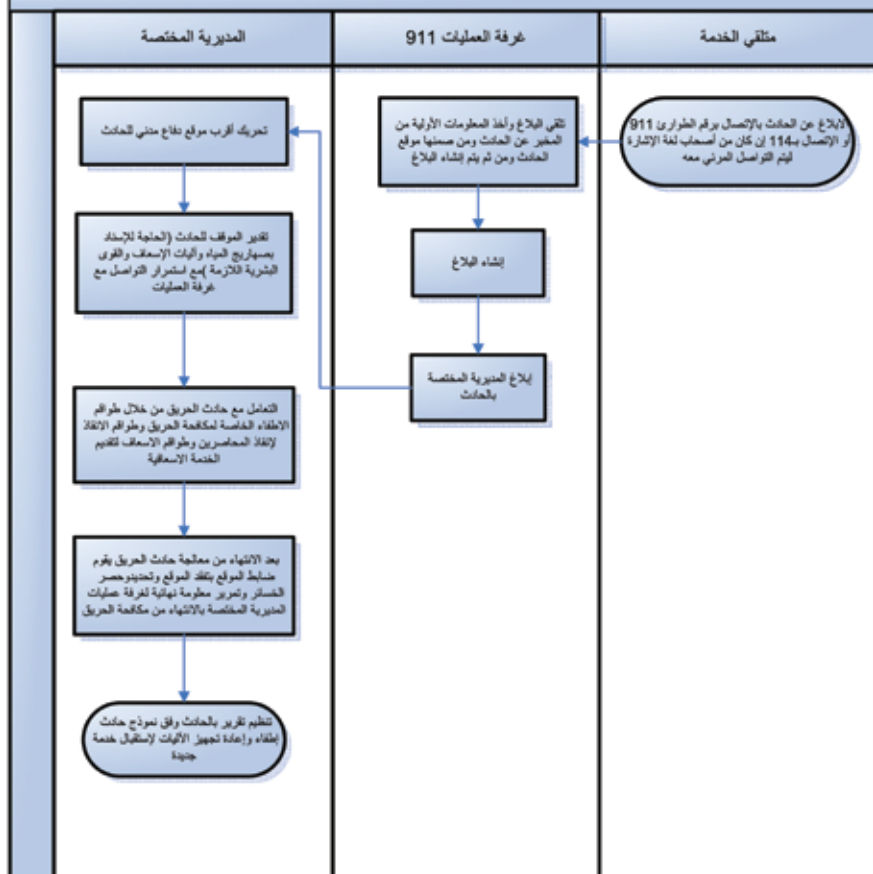 متلقي الخدمة
غرفة العمليات 911
المديرية المختصة
لابلاغ عن الحادث بالإتصال برقم الطوارئ 911
أو الإتصال بـ114 إن كان من أصحاب لغة الإشارة
ليتم التواصل المرئي معه
تلقي البلاغ وأخذ المعلومات الأولية من
المخبر عن الحادث ومن ضمنها موقع
الحادث ومن ثم يتم إنشاء البلاغ
إنشاء البلاغ
إبلاغ المديرية المختصة
بالحادث
تحريك أقرب موقع دفاع مدني للحادث
تقدير الموقف للحادث (الحاجة للإسناد
بصهاريج المياه وآليات الإسعاف والقوى
البشرية اللازمة )مع استمرار التواصل مع
غرفة العمليات
التعامل مع حادث الحريق من خلال طواقم
الاطفاء الخاصة لمكافحة الحريق وطواقم الانقاذ
لإنقاذ المحاصرين وطواقم الاسعاف لتقديم
الخدمة الاسعافية
بعد الانتهاء من معالجة حادث الحريق يقوم
ضابط الموقع بتفقد الموقع وتحديدوحصر
الخسائر وتمرير معلومة نهائية لغرفة عمليات
المديرية المختصة بالانتهاء من مكافحة الحريق
تنظيم تقرير بالحادث وفق نموذج حادث
إطفاء وإعادة تجهيز الآليات لإستقبال خدمة
جديدة